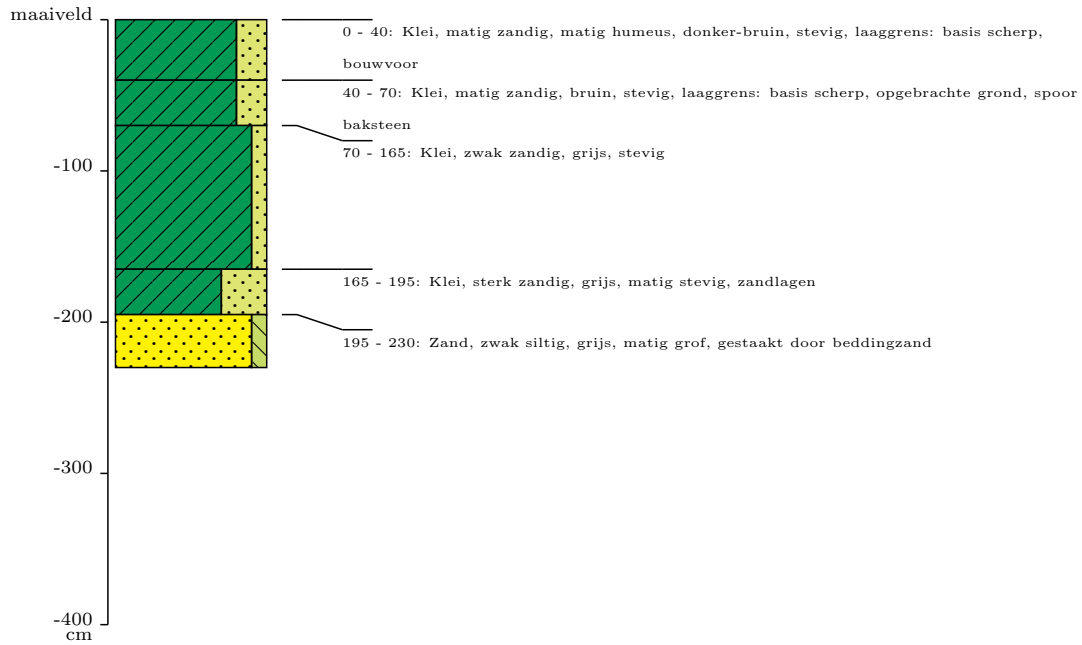 maaiveld
0 - 40: Klei, matig zandig, matig humeus, donker-bruin, stevig, laaggrens: basis scherp,
bouwvoor
40 - 70: Klei, matig zandig, bruin, stevig, laaggrens: basis scherp, opgebrachte grond, spoor
baksteen
70 - 165: Klei, zwak zandig, grijs, stevig
-100
165 - 195: Klei, sterk zandig, grijs, matig stevig, zandlagen
-200
195 - 230: Zand, zwak siltig, grijs, matig grof, gestaakt door beddingzand
-300
-400
cm